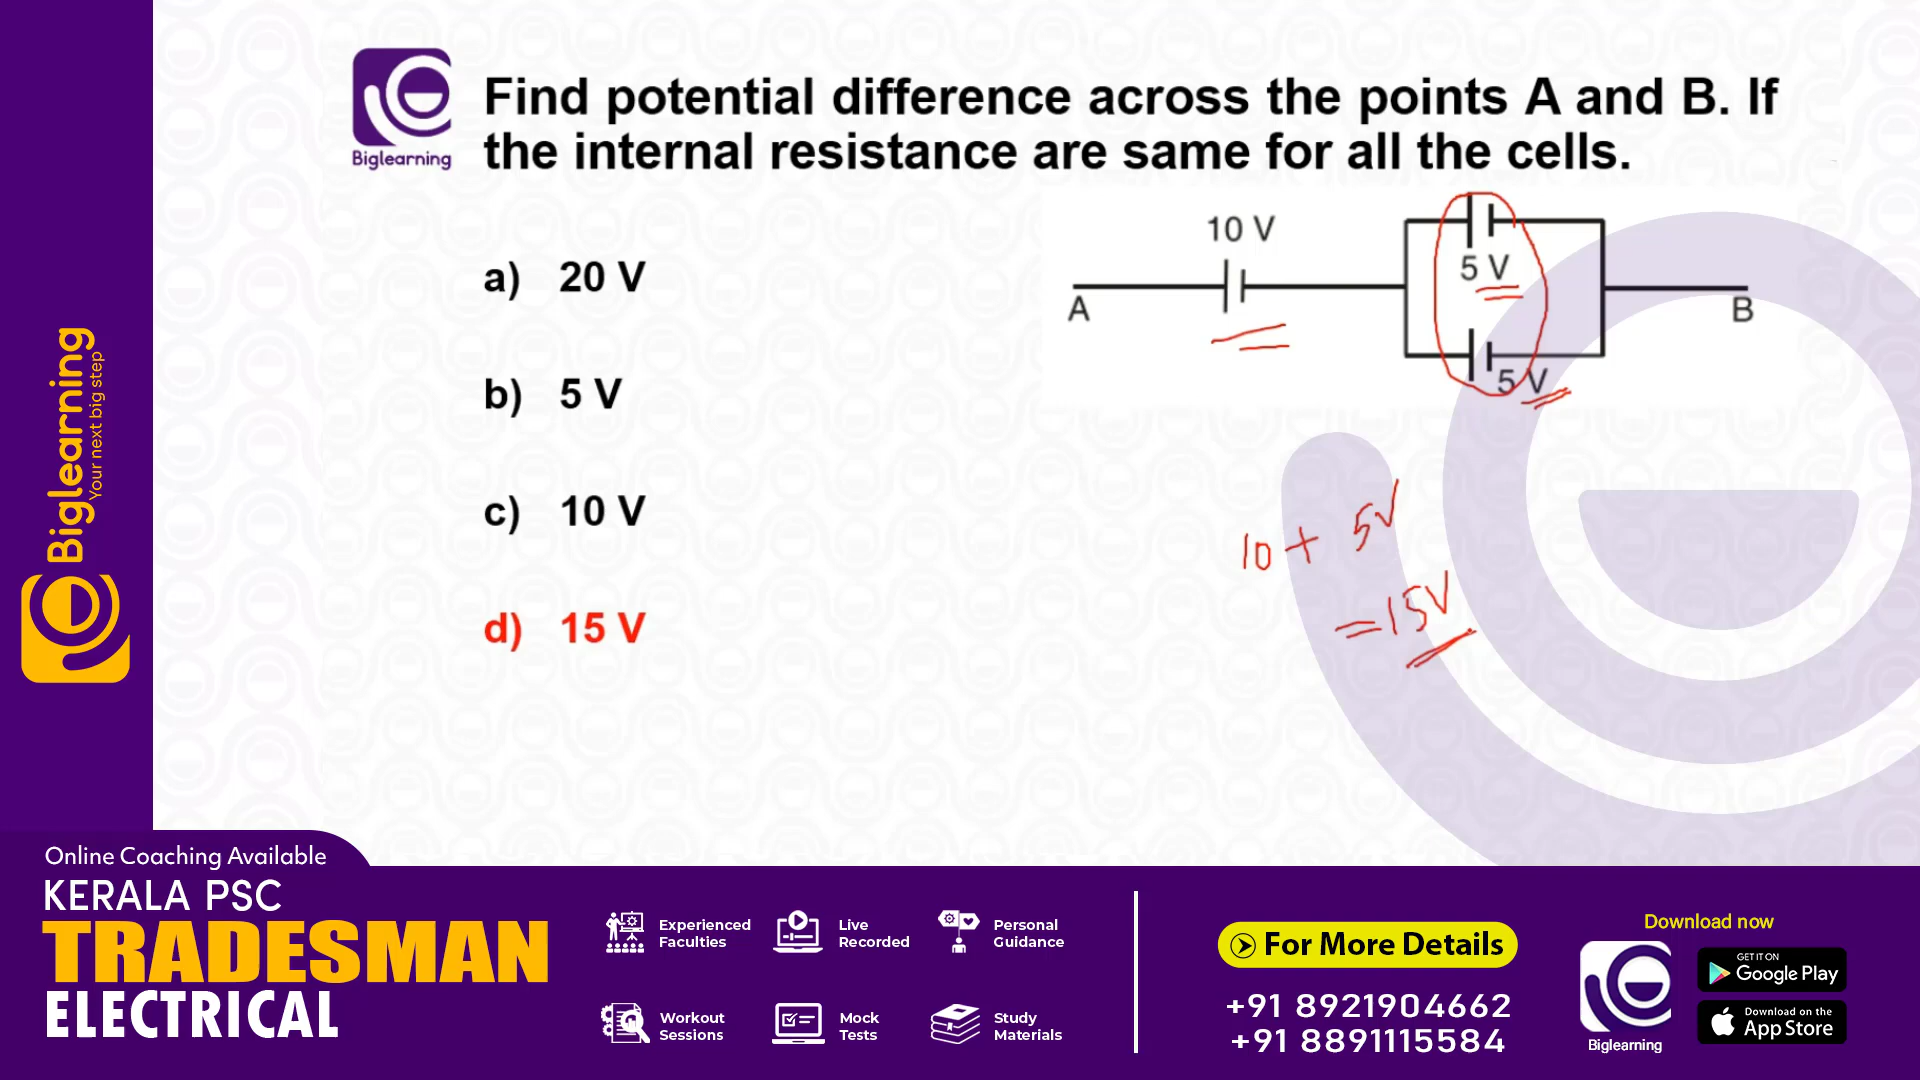 Biglearning
Find potential difference across the points A and B. If
the internal resistance are same for all the cells.
10 V
5 V
A
B
5 V
a) 20 V
b) 5 V
c) 10 V
d) 15 V
10 + 5V
= 15V
Biglearning
Your next big step
Online Coaching Available
KERALA PSC
TRADESMAN
ELECTRICAL
Experienced
Faculties
Live
Recorded
Personal
Guidance
Workout
Sessions
Mock
Tests
Study
Materials
For More Details
+91 8921904662
+91 8891115584
Download now
Biglearning
GET IT ON
Google Play
Download on the
App Store